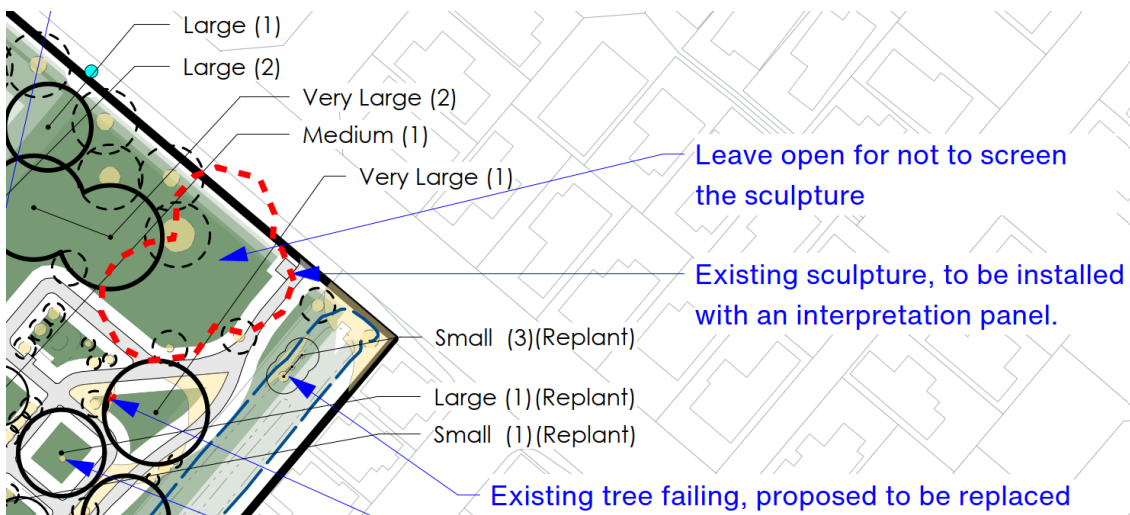 Large (1)
Large (2)
Very Large (2)
Medium (1)
Very Large (1)
Leave open for not to screen
the sculpture
Existing sculpture, to be installed
with an interpretation panel.
Small (3)(Replant)
Large (1)(Replant)
Small (1)(Replant)
Existing tree failing, proposed to be replaced